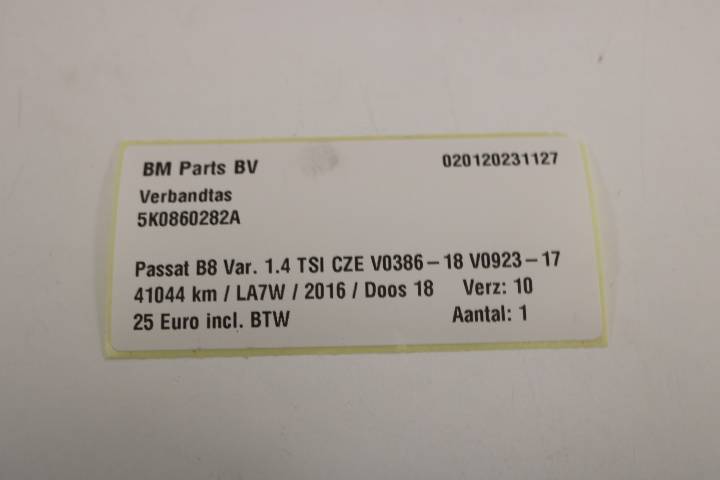 BM Parts BV 020120231127
Verbandtas
5K0860282A
Passat B8 Var. 1.4 TSI CZE V0386-18 V0923-17
41044 km / LA7W / 2016 / Doos 18 Verz: 10
25 Euro incl. BTW Aantal: 1